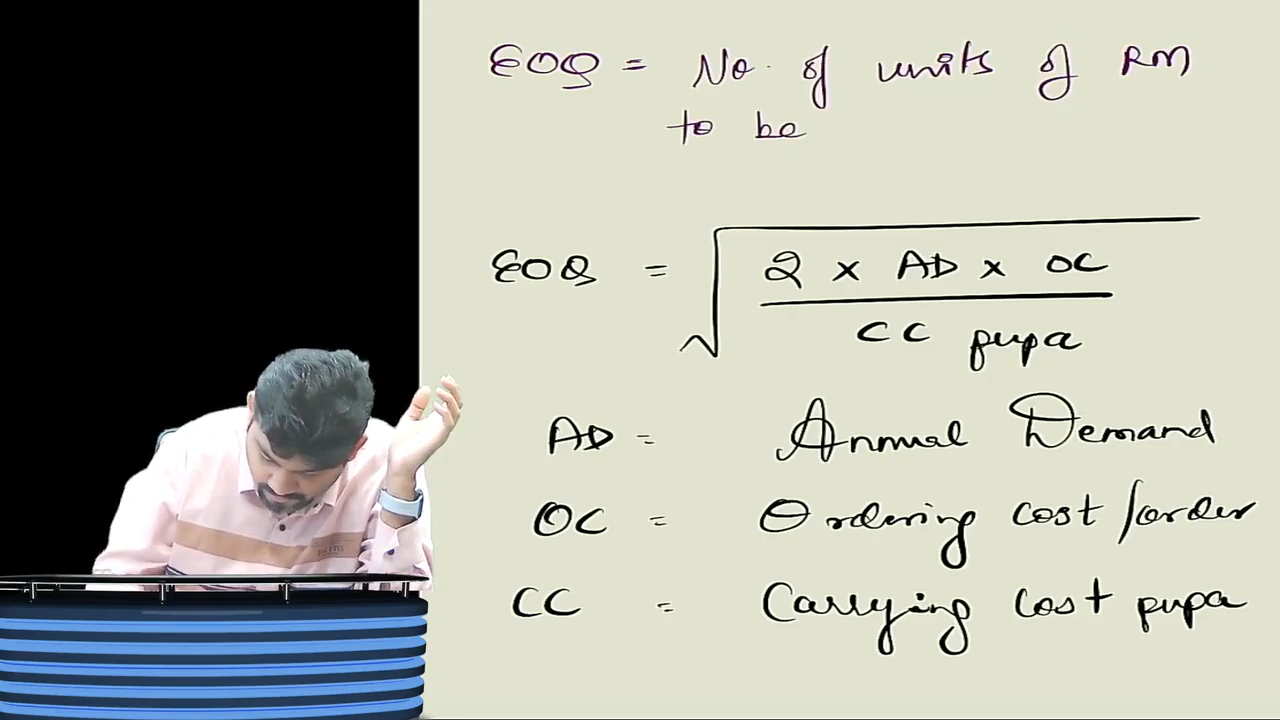 EOQ = No. of units of RM
to be
EOQ = √ 2 x AD x OC
CC pupa
AD = Annual Demand
OC = Ordering cost/order
CC = Carrying cost pupa